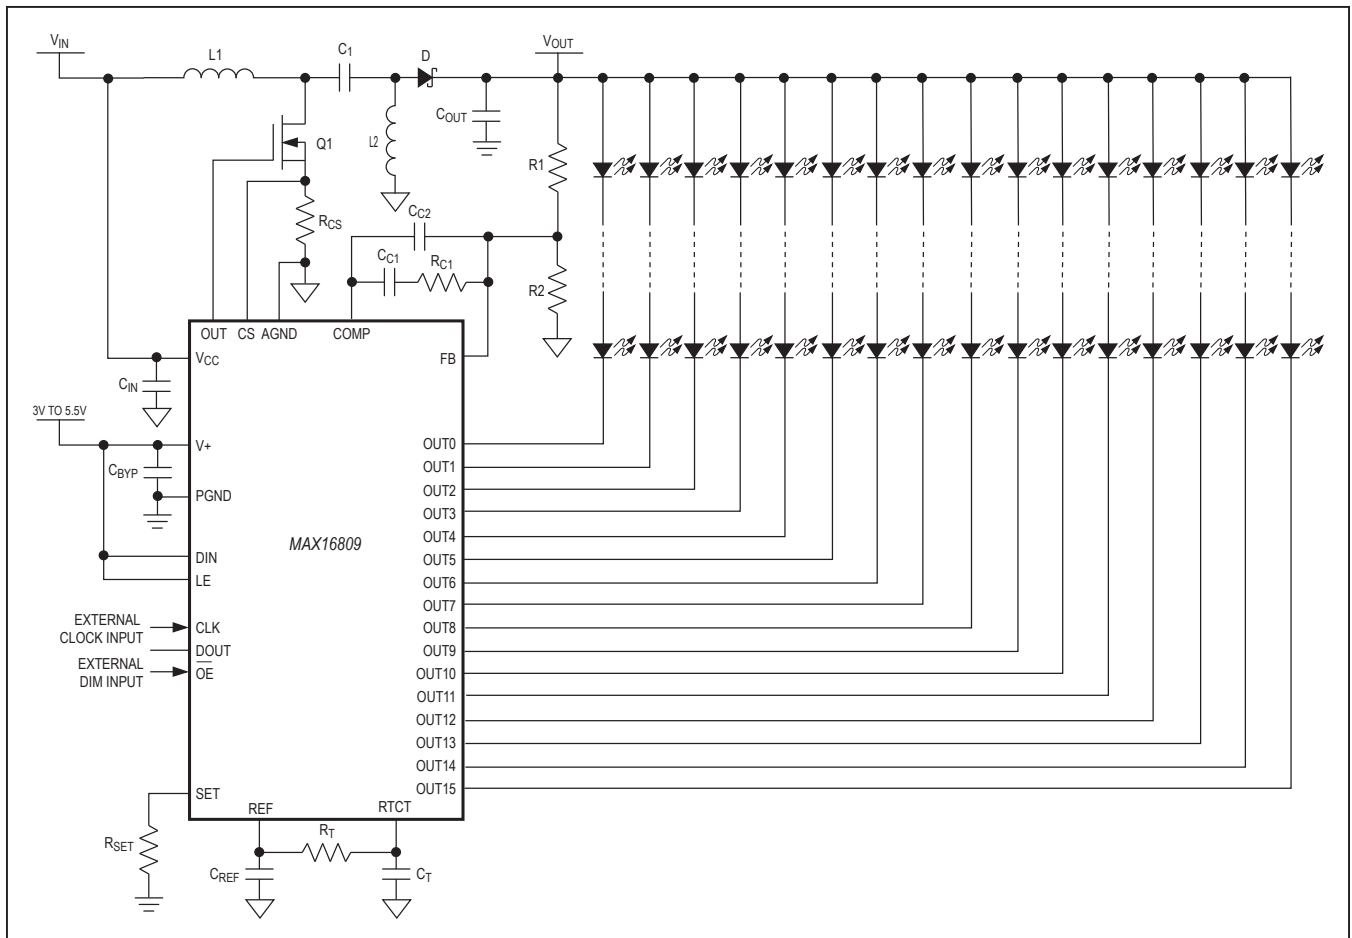 VIN
L1
C1
D
VOUT
COUT
Q1
L2
R1
RCS
CC2
CC1
RC1
R2
OUT
CS
AGND
COMP
FB
VCC
CIN
3V TO 5.5V
V+
CBYP
PGND
MAX16809
DIN
LE
EXTERNAL
CLOCK INPUT
CLK
DOUT
EXTERNAL
DIM INPUT
OE
OUT0
OUT1
OUT2
OUT3
OUT4
OUT5
OUT6
OUT7
OUT8
OUT9
OUT10
OUT11
OUT12
OUT13
OUT14
OUT15
SET
REF
RTCT
RSET
RT
CREF
CT